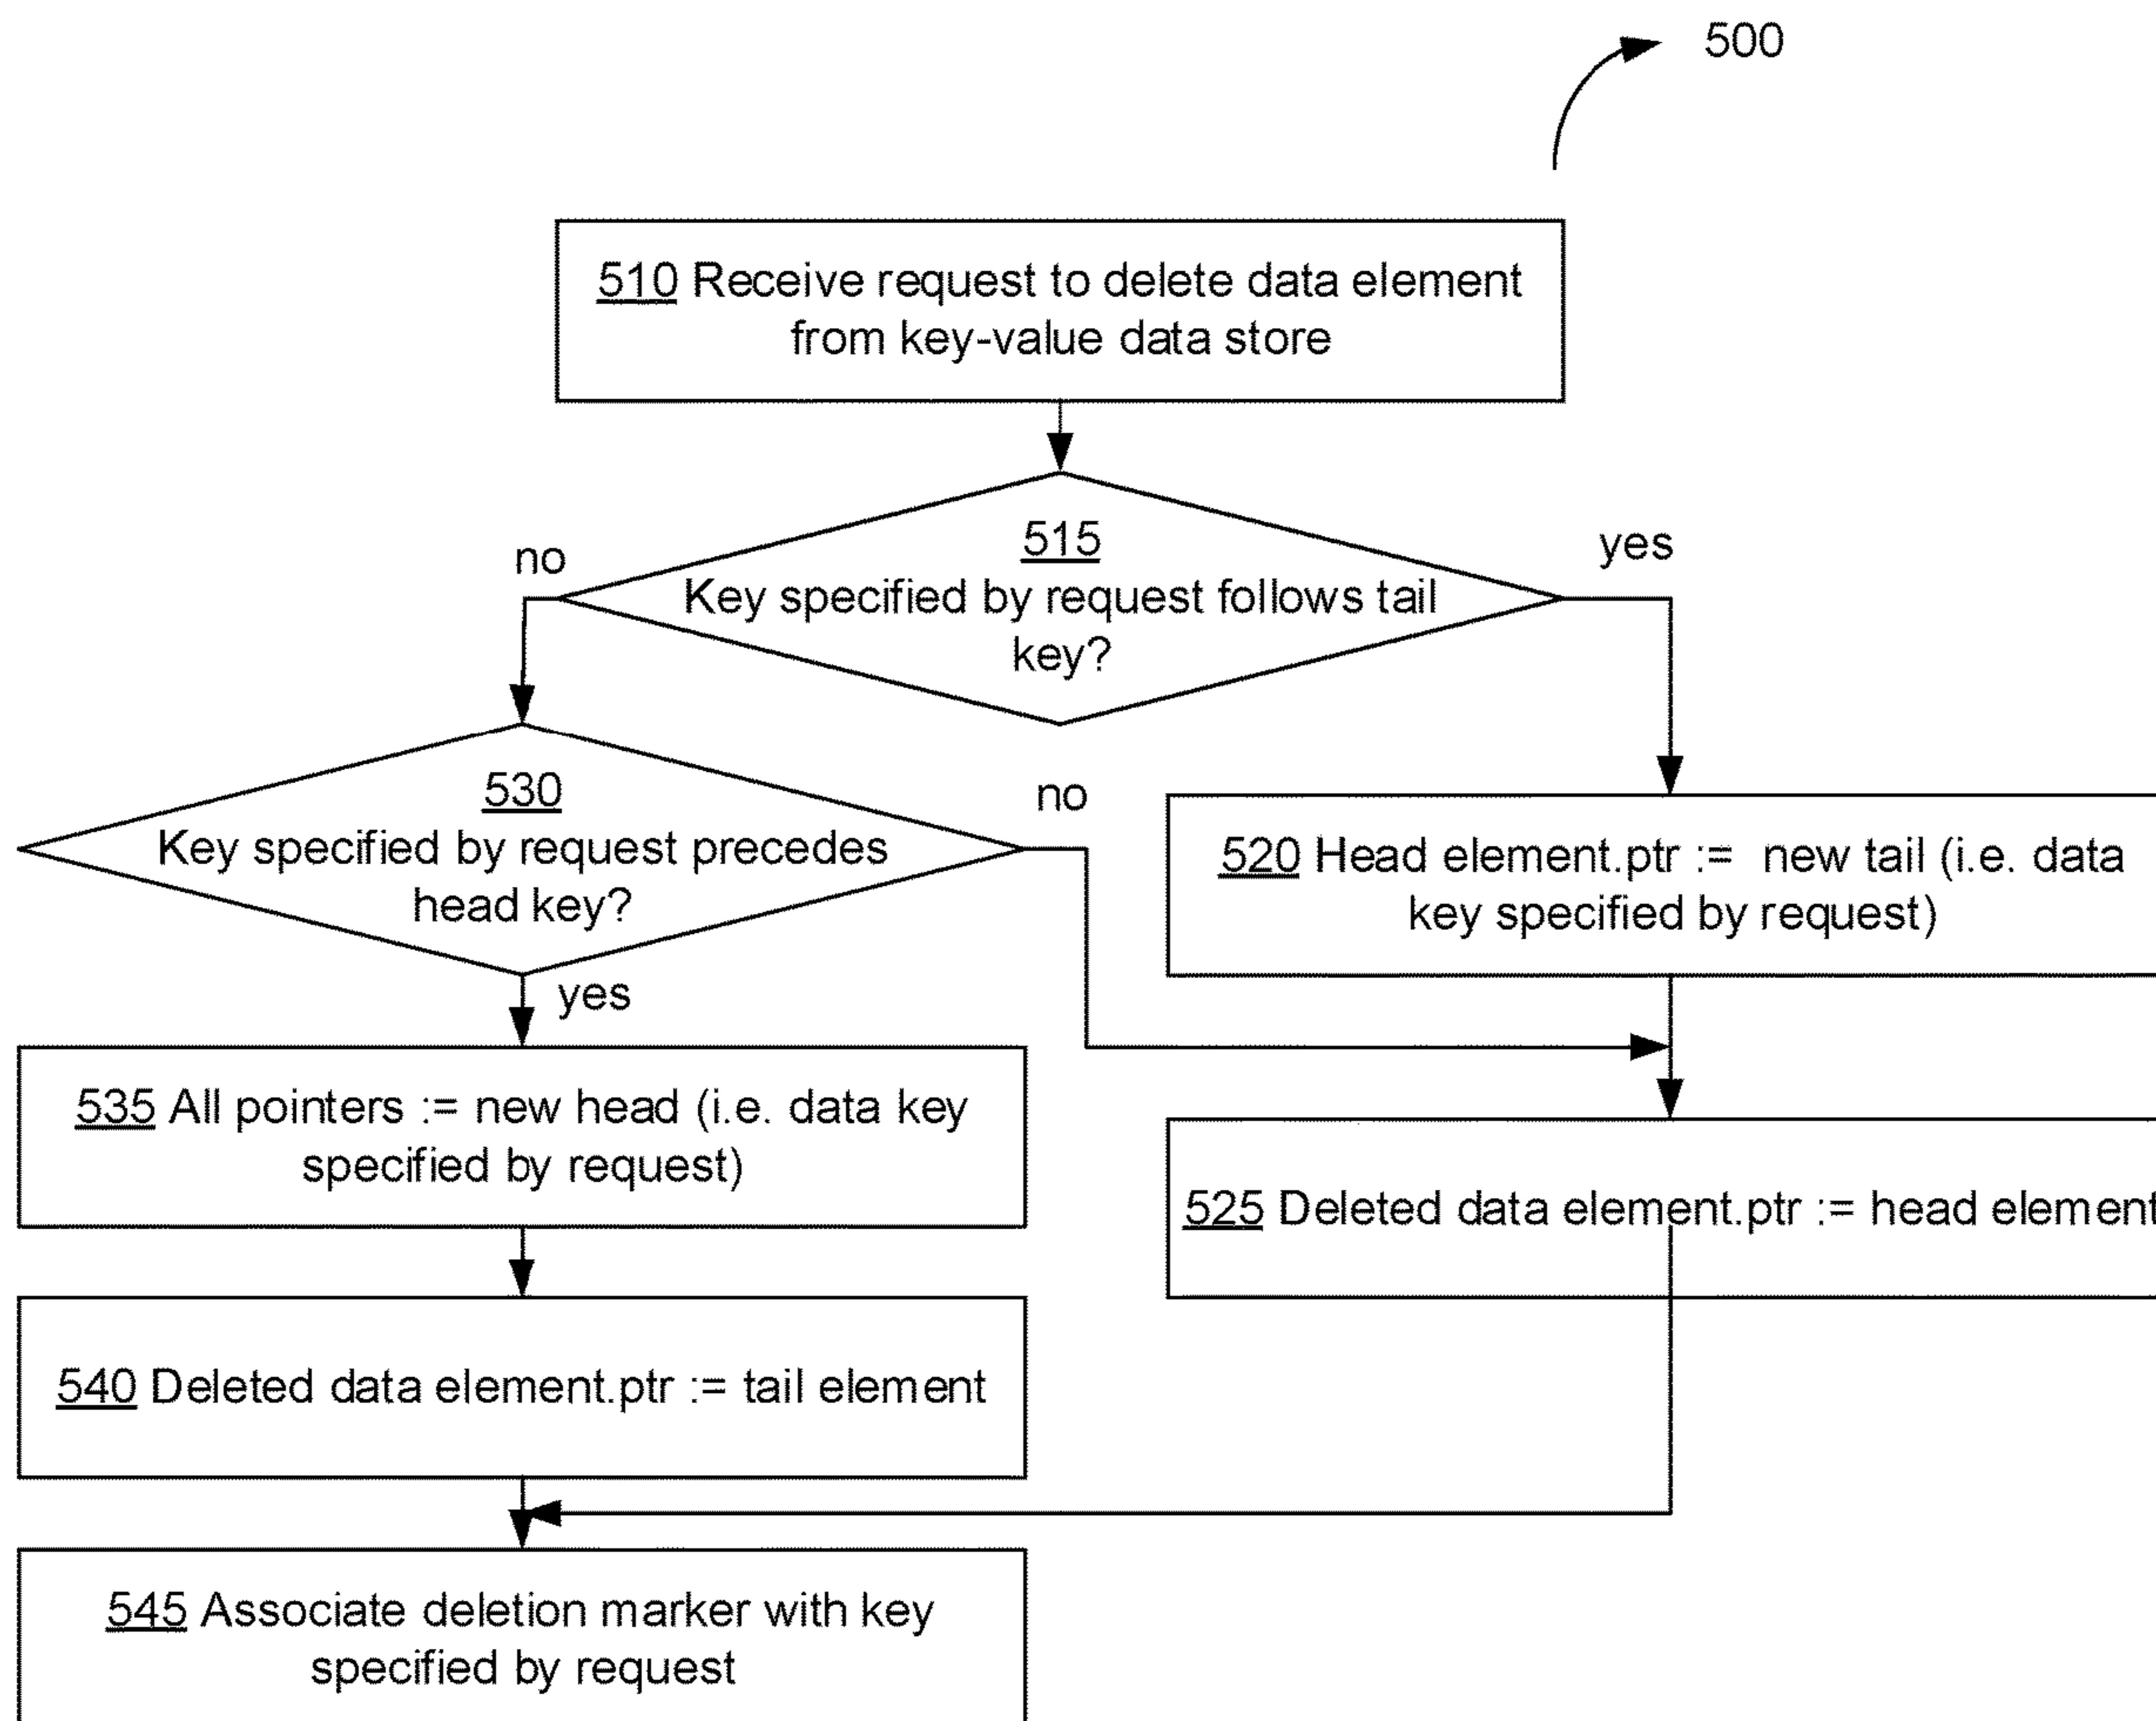 500
510 Receive request to delete data element
from key-value data store
515
Key specified by request follows tail
key?
no
yes
530
Key specified by request precedes
head key?
no
yes
520 Head element.ptr := new tail (i.e. data
key specified by request)
535 All pointers := new head (i.e. data key
specified by request)
525 Deleted data element.ptr := head element
540 Deleted data element.ptr := tail element
545 Associate deletion marker with key
specified by request